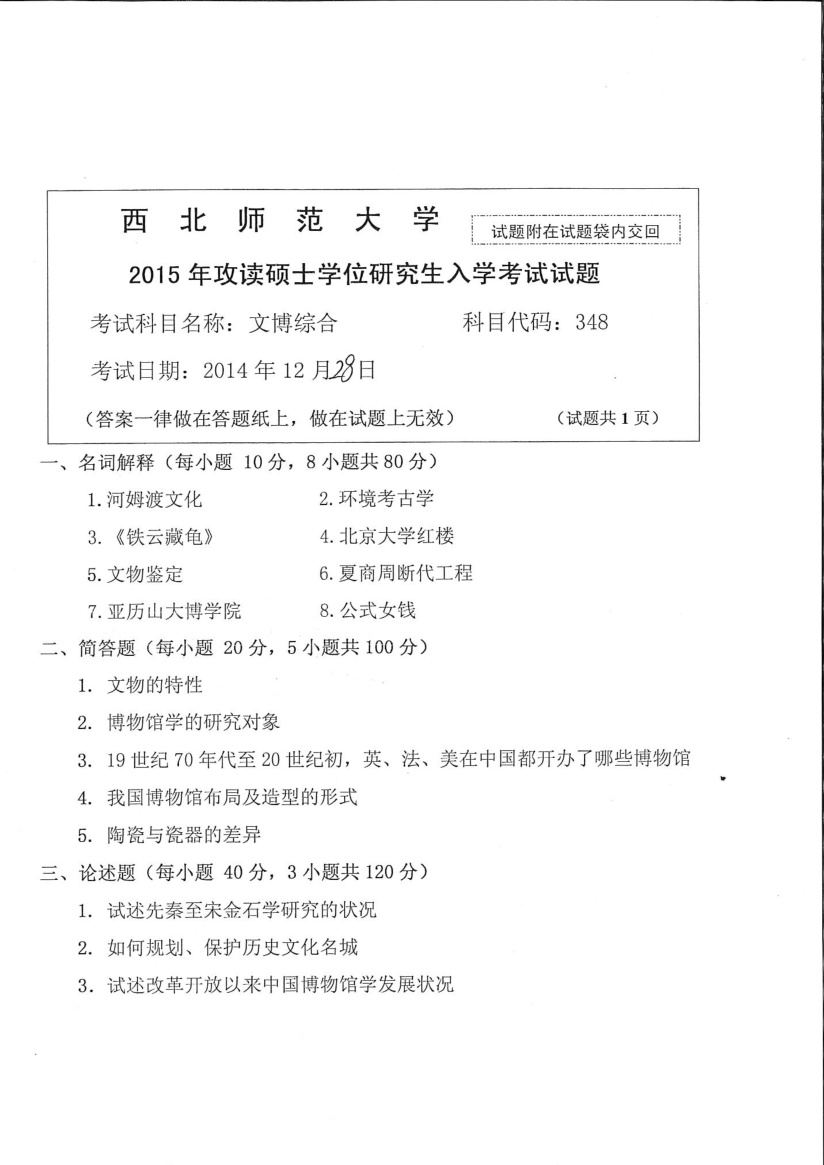 西 北 师 范 大 学
试题附在试题袋内交回
2015 年攻读硕士学位研究生入学考试试题
考试科目名称：文博综合 科目代码：348
考试日期：2014 年 12 月28日
（答案一律做在答题纸上，做在试题上无效） （试题共 1 页）
一、名词解释（每小题 10 分，8 小题共 80 分）
1.河姆渡文化 2.环境考古学
3.《铁云藏龟》 4.北京大学红楼
5.文物鉴定 6.夏商周断代工程
7.亚历山大博学院 8.公式女钱
二、简答题（每小题 20 分，5 小题共 100 分）
1. 文物的特性
2. 博物馆学的研究对象
3. 19 世纪 70 年代至 20 世纪初，英、法、美在中国都开办了哪些博物馆
4. 我国博物馆布局及造型的形式
5. 陶瓷与瓷器的差异
三、论述题（每小题 40 分，3 小题共 120 分）
1. 试述先秦至宋金石学研究的状况
2. 如何规划、保护历史文化名城
3. 试述改革开放以来中国博物馆学发展状况